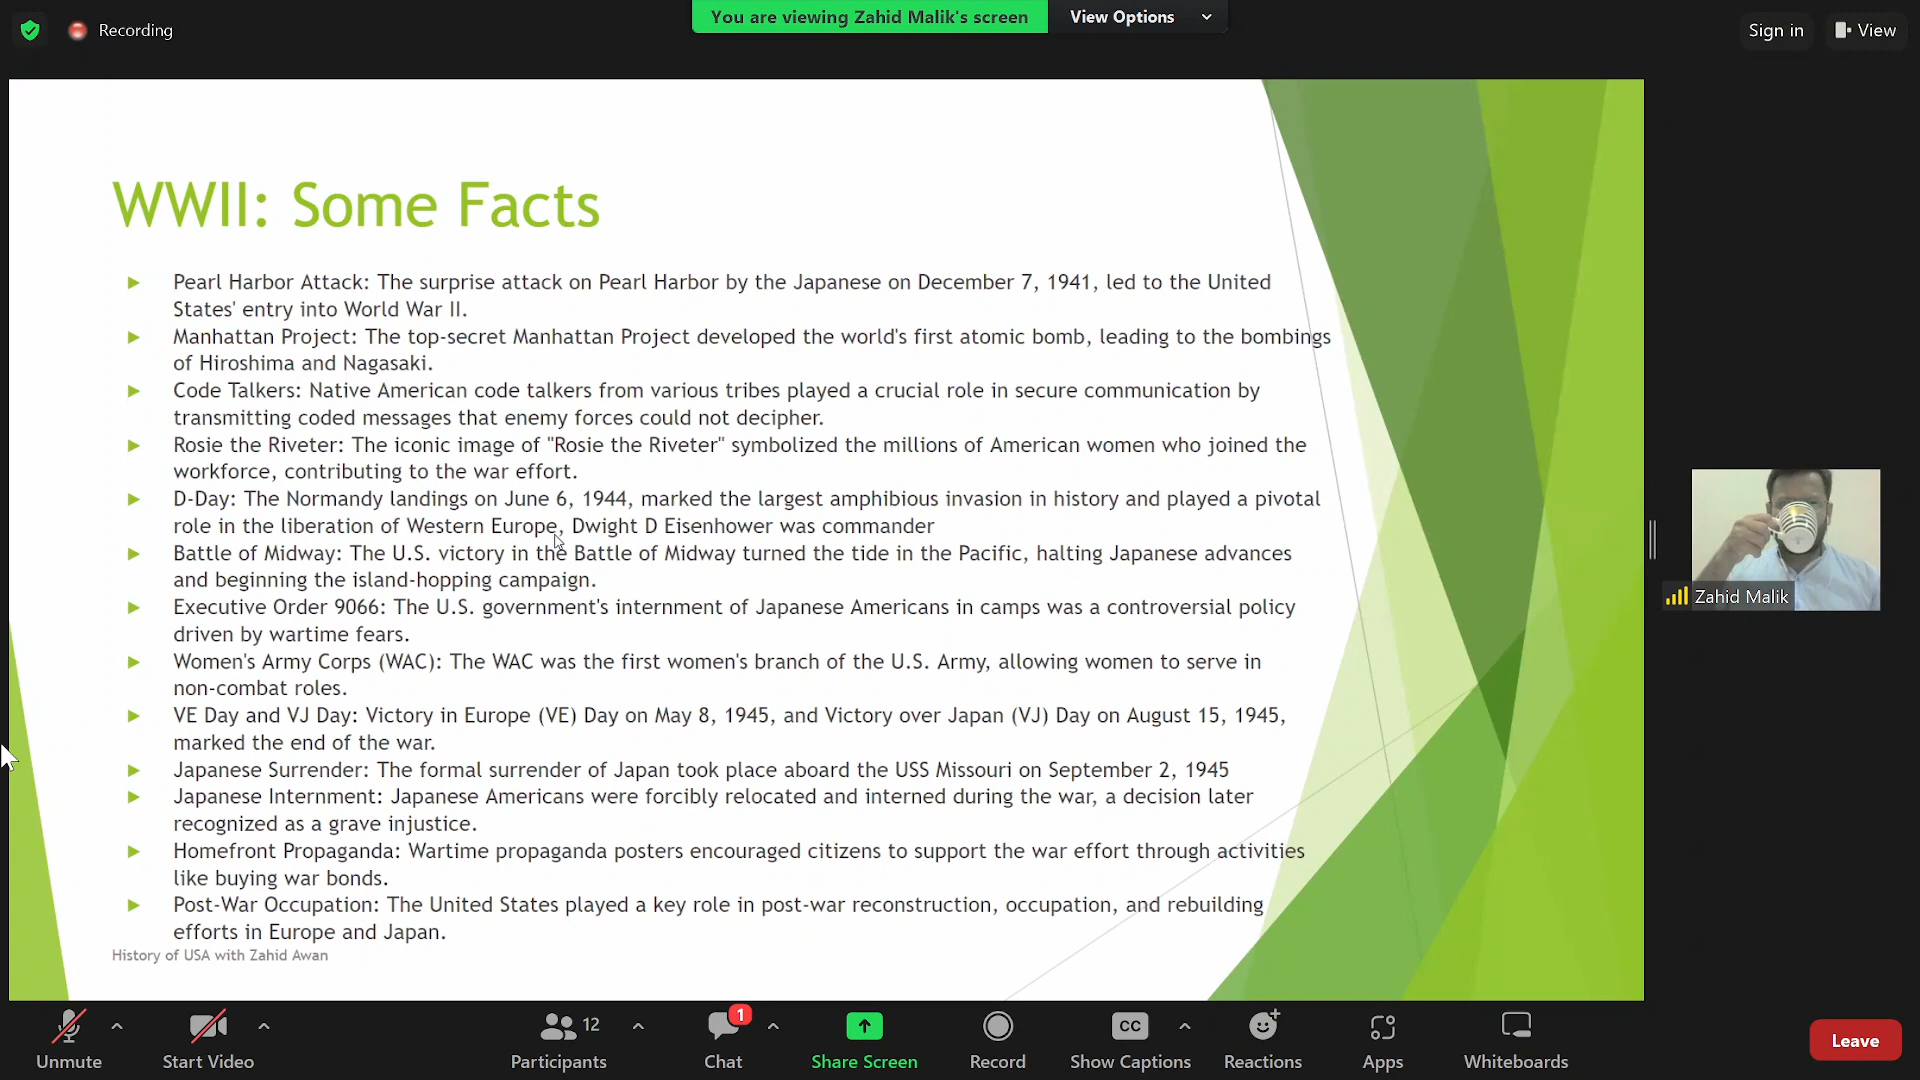 Recording
You are viewing Zahid Malik's screen
View Options
Sign in
View
WWII: Some Facts
Pearl Harbor Attack: The surprise attack on Pearl Harbor by the Japanese on December 7, 1941, led to the United
States' entry into World War II.
Manhattan Project: The top-secret Manhattan Project developed the world's first atomic bomb, leading to the bombings
of Hiroshima and Nagasaki.
Code Talkers: Native American code talkers from various tribes played a crucial role in secure communication by
transmitting coded messages that enemy forces could not decipher.
Rosie the Riveter: The iconic image of "Rosie the Riveter" symbolized the millions of American women who joined the
workforce, contributing to the war effort.
D-Day: The Normandy landings on June 6, 1944, marked the largest amphibious invasion in history and played a pivotal
role in the liberation of Western Europe, Dwight D Eisenhower was commander
Battle of Midway: The U.S. victory in the Battle of Midway turned the tide in the Pacific, halting Japanese advances
and beginning the island-hopping campaign.
Executive Order 9066: The U.S. government's internment of Japanese Americans in camps was a controversial policy
driven by wartime fears.
Women's Army Corps (WAC): The WAC was the first women's branch of the U.S. Army, allowing women to serve in
non-combat roles.
VE Day and VJ Day: Victory in Europe (VE) Day on May 8, 1945, and Victory over Japan (VJ) Day on August 15, 1945,
marked the end of the war.
Japanese Surrender: The formal surrender of Japan took place aboard the USS Missouri on September 2, 1945
Japanese Internment: Japanese Americans were forcibly relocated and interned during the war, a decision later
recognized as a grave injustice.
Homefront Propaganda: Wartime propaganda posters encouraged citizens to support the war effort through activities
like buying war bonds.
Post-War Occupation: The United States played a key role in post-war reconstruction, occupation, and rebuilding
efforts in Europe and Japan.
History of USA with Zahid Awan
Zahid Malik
12
1
CC
Unmute
Start Video
Participants
Chat
Share Screen
Record
Show Captions
Reactions
Apps
Whiteboards
Leave